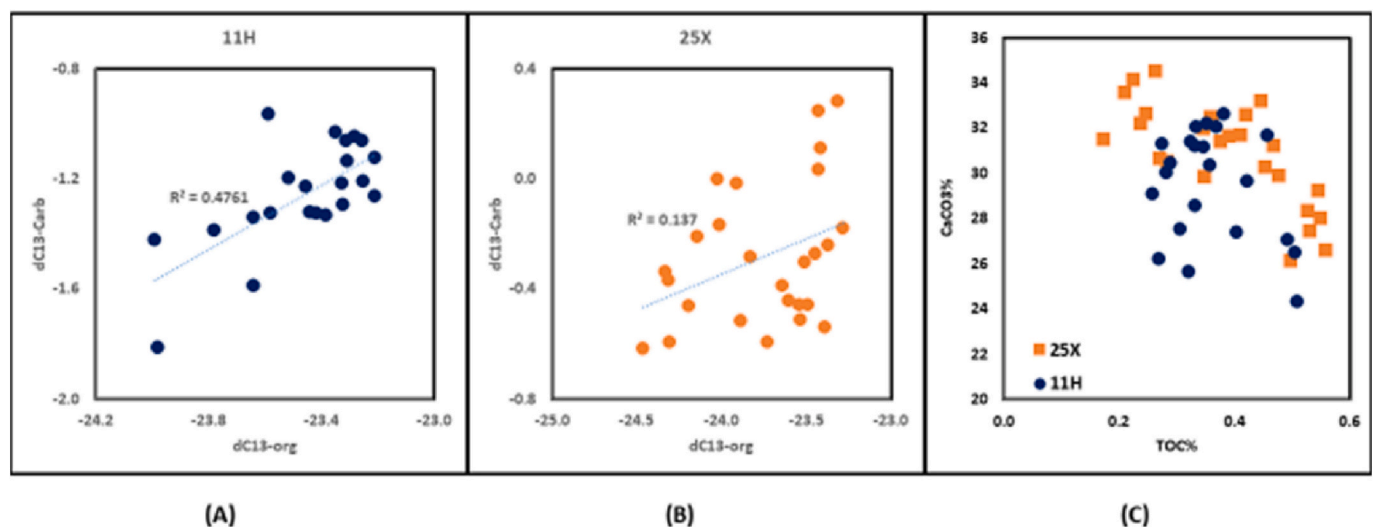 11H
-0.8
-1.2
-1.6
-2.0
dC13-Carb
R² = 0.4761
-24.2 -23.8 -23.4 -23.0
dC13-org
(A)
25X
0.4
0.0
-0.4
-0.8
dC13-Carb
R² = 0.137
-25.0 -24.5 -24.0 -23.5 -23.0
dC13-org
(B)
36
34
32
30
28
26
24
22
20
CaCO3%
25X
11H
0.0 0.2 0.4 0.6
TOC%
(C)